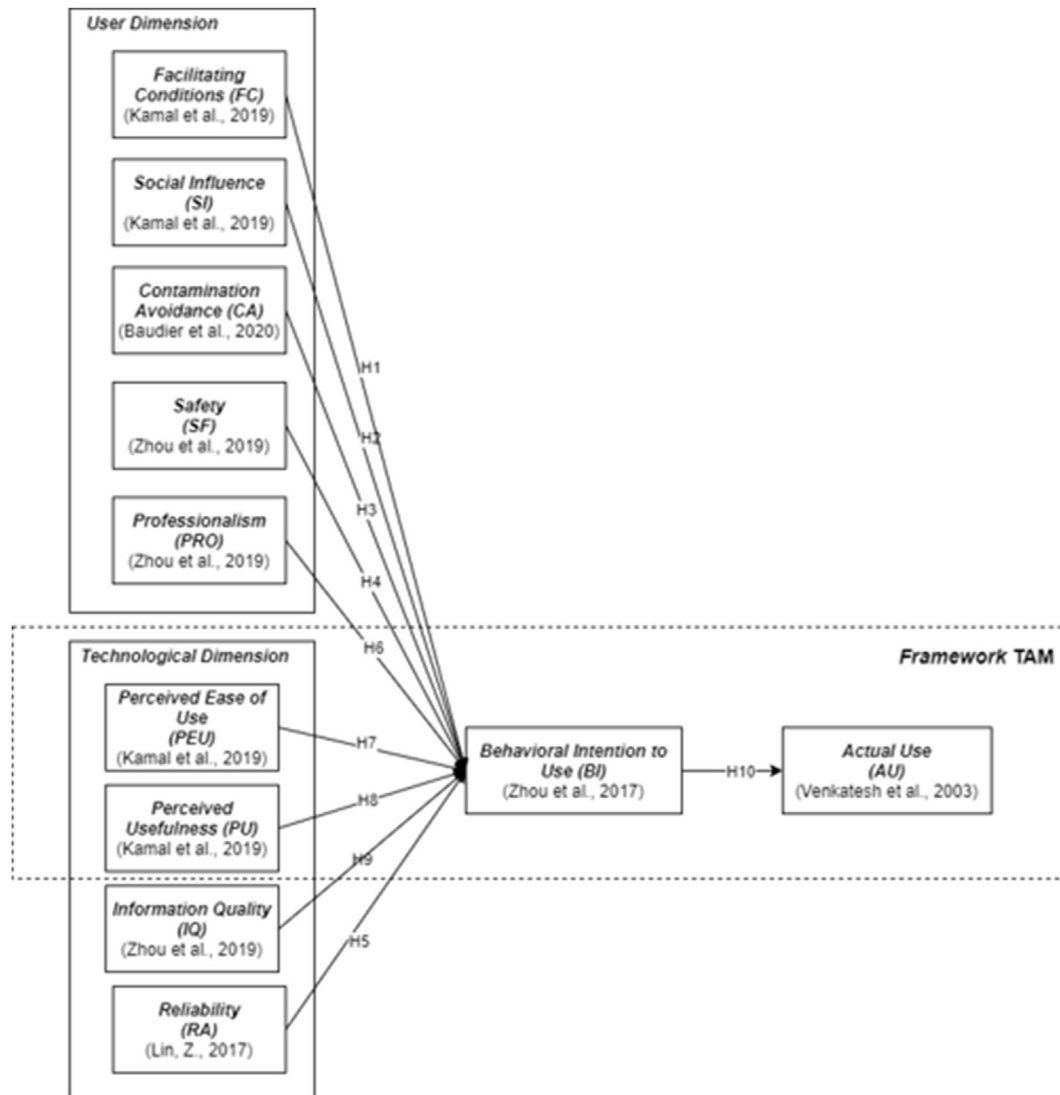 User Dimension
Facilitating
Conditions (FC)
(Kamal et al., 2019)
Social Influence
(SI)
(Kamal et al., 2019)
Contamination
Avoidance (CA)
(Baudier et al., 2020)
Safety
(SF)
(Zhou et al., 2019)
Professionalism
(PRO)
(Zhou et al., 2019)
H1
H2
H3
H4
H6
Technological Dimension
Framework TAM
Perceived Ease of
Use
(PEU)
(Kamal et al., 2019)
H7
Perceived
Usefulness (PU)
(Kamal et al., 2019)
H8
Behavioral Intention to
Use (BI)
(Zhou et al., 2017)
H10
Actual Use
(AU)
(Venkatesh et al., 2003)
H9
Information Quality
(IQ)
(Zhou et al., 2019)
H5
Reliability
(RA)
(Lin, Z., 2017)